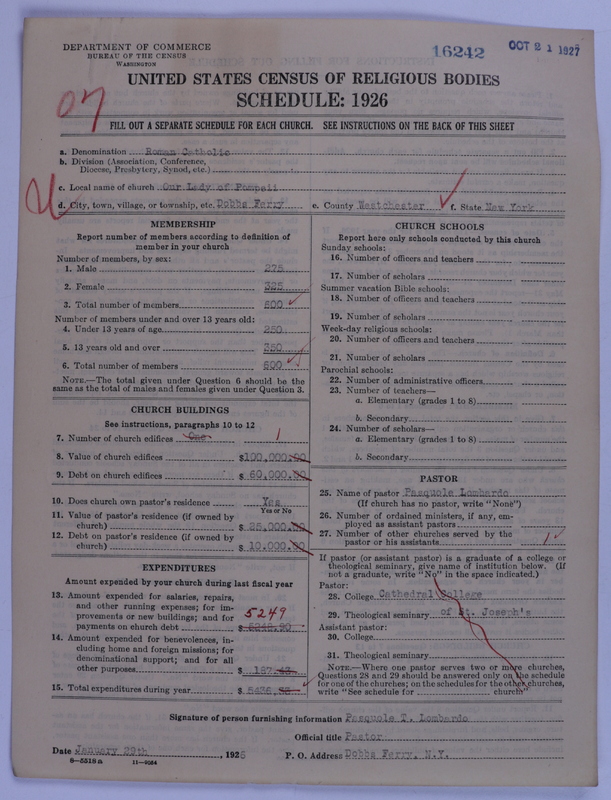 DEPARTMENT OF COMMERCE
BUREAU OF THE CENSUS
WASHINGTON
16242
OCT 21 1927
UNITED STATES CENSUS OF RELIGIOUS BODIES
SCHEDULE: 1926
FILL OUT A SEPARATE SCHEDULE FOR EACH CHURCH. SEE INSTRUCTIONS ON THE BACK OF THIS SHEET
a. Denomination Roman Catholic
b. Division (Association, Conference,
Diocese, Presbytery, Synod, etc.)
c. Local name of church Our Lady of Pompeii
d. City, town, village, or township, etc. Dobbs Ferry e. County Westchester f. State New York
MEMBERSHIP
Report number of members according to definition of
member in your church
Number of members, by sex:
1. Male 275
2. Female 325
3. Total number of members 600
Number of members under and over 13 years old:
4. Under 13 years of age 250
5. 13 years old and over 350
6. Total number of members 600
NOTE.—The total given under Question 6 should be the
same as the total of males and females given under Question 3.
CHURCH BUILDINGS
See instructions, paragraphs 10 to 12
7. Number of church edifices One 1
8. Value of church edifices $100,000.00
9. Debt on church edifices $ 60,000.00
10. Does church own pastor's residence Yes
Yes or No
11. Value of pastor's residence (if owned by
church) $ 25,000.00
12. Debt on pastor's residence (if owned by
church) $ 10,000.00
EXPENDITURES
Amount expended by your church during last fiscal year
13. Amount expended for salaries, repairs,
and other running expenses; for im-
provements or new buildings; and for
payments on church debt 5249 $
14. Amount expended for benevolences, in-
cluding home and foreign missions; for
denominational support; and for all
other purposes $ 187.43
15. Total expenditures during year $ 5436.
CHURCH SCHOOLS
Report here only schools conducted by this church
Sunday schools:
16. Number of officers and teachers
17. Number of scholars
Summer vacation Bible schools:
18. Number of officers and teachers
19. Number of scholars
Week-day religious schools:
20. Number of officers and teachers
21. Number of scholars
Parochial schools:
22. Number of administrative officers
23. Number of teachers—
a. Elementary (grades 1 to 8)
b. Secondary
24. Number of scholars—
a. Elementary (grades 1 to 8)
b. Secondary
PASTOR
25. Name of pastor Pasquole Lombardo
(If church has no pastor, write "None")
26. Number of ordained ministers, if any, em-
ployed as assistant pastors
27. Number of other churches served by the
pastor or his assistants 1
If pastor (or assistant pastor) is a graduate of a college or
theological seminary, give name of institution below. (If
not a graduate, write "No" in the space indicated.)
Pastor:
28. College Cathedral College
29. Theological seminary of St. Joseph's
Assistant pastor:
30. College
31. Theological seminary
NOTE.—Where one pastor serves two or more churches,
Questions 28 and 29 should be answered only on the schedule
for one of the churches; on the schedules for the other churches,
write "See schedule for church"
Signature of person furnishing information Pasquole T. Lombardo
Official title Pastor
Date January 29th, 1926 P. O. Address Dobbs Ferry, N.Y.
8-5518a 11-9054